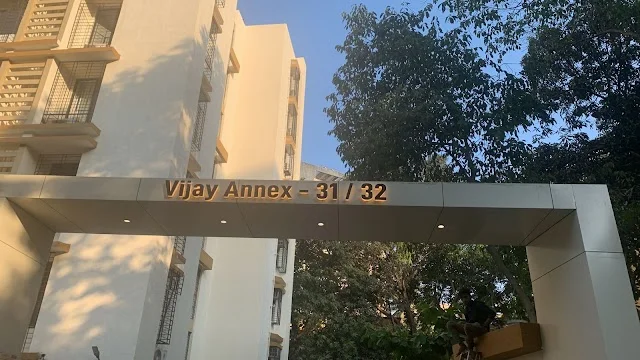 Vijay Annex - 31 / 32